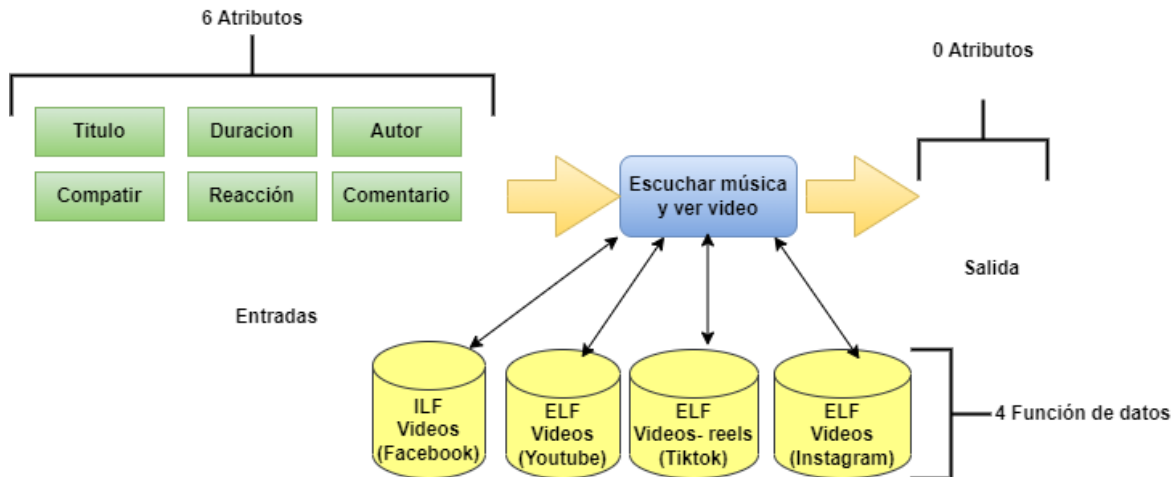 6 Atributos
0 Atributos
Titulo
Duracion
Autor
Compatir
Reacción
Comentario
Escuchar música
y ver video
Salida
Entradas
ILF
Videos
(Facebook)
ELF
Videos
(Youtube)
ELF
Videos- reels
(Tiktok)
ELF
Videos
(Instagram)
4 Función de datos